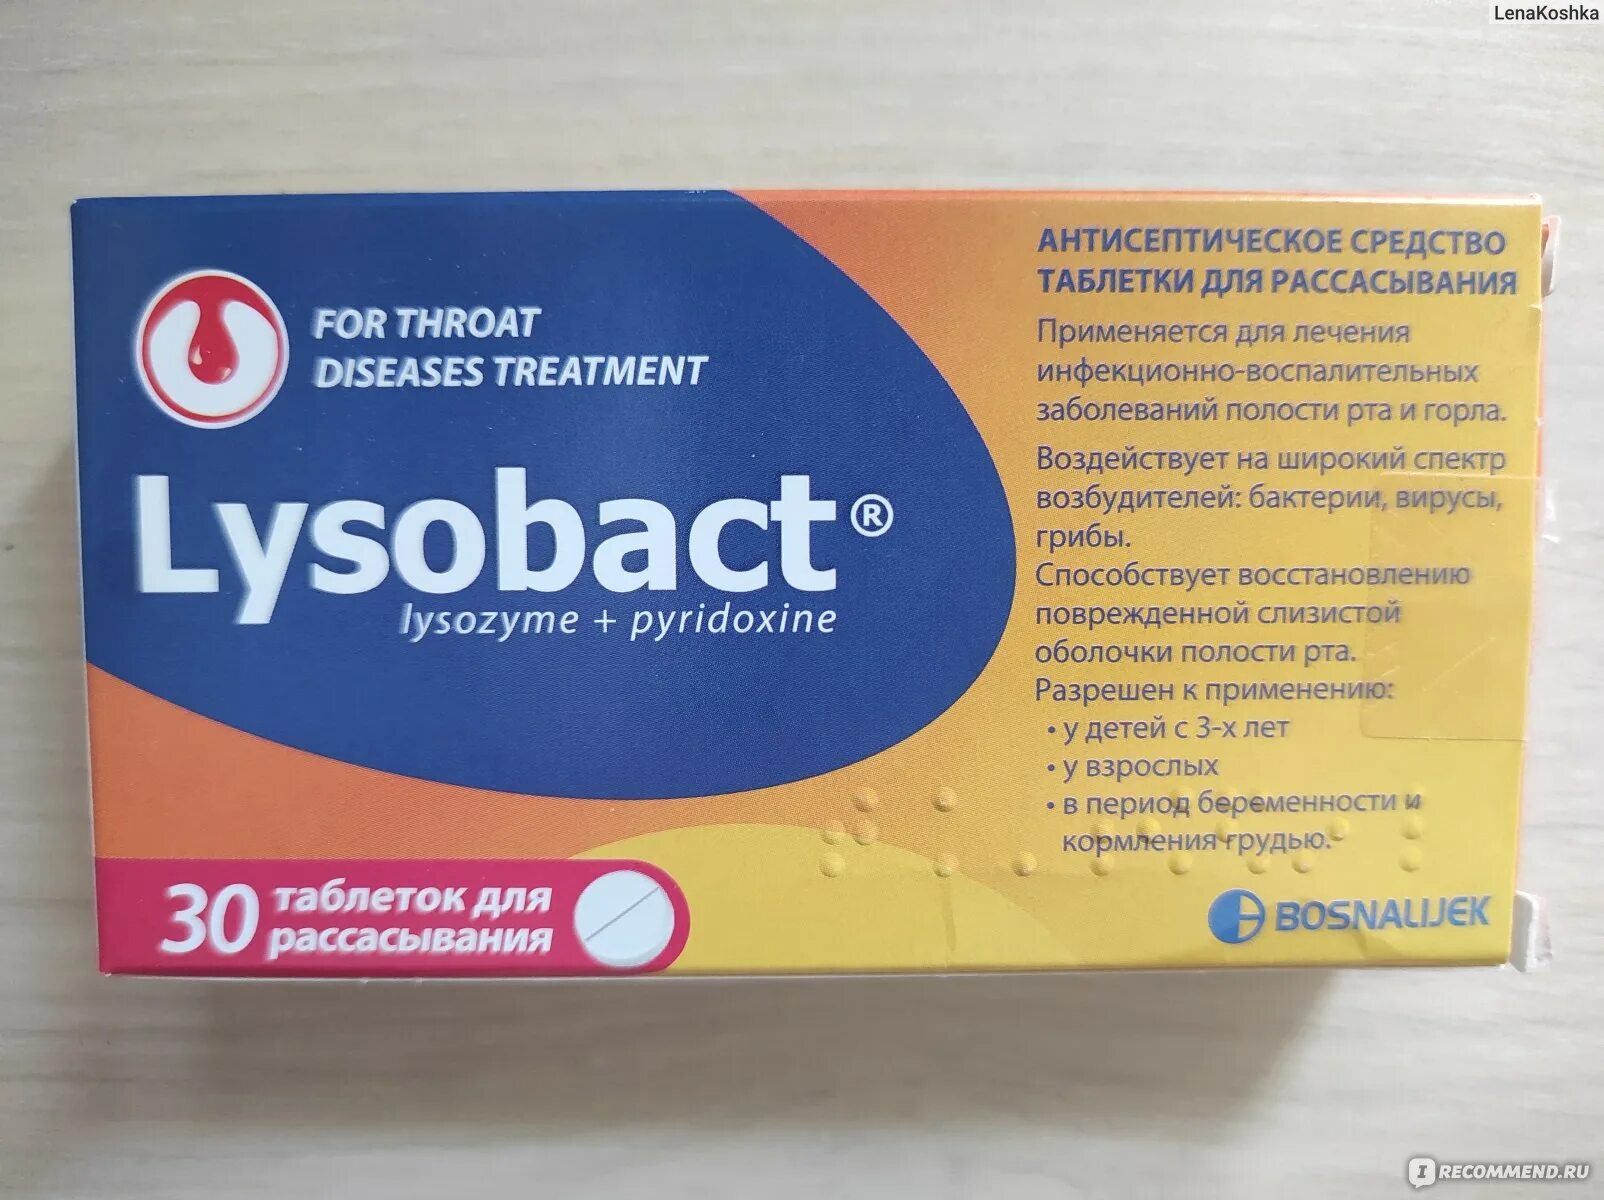 LenaKoshka
FOR THROAT
DISEASES TREATMENT
Lysobact®
lysozyme + pyridoxine
30 таблеток для
рассасывания
АНТИСЕПТИЧЕСКОЕ СРЕДСТВО
ТАБЛЕТКИ ДЛЯ РАССАСЫВАНИЯ
Применяется для лечения
инфекционно-воспалительных
заболеваний полости рта и горла.
Воздействует на широкий спектр
возбудителей: бактерии, вирусы,
грибы.
Способствует восстановлению
поврежденной слизистой
оболочки полости рта.
Разрешен к применению:
• у детей с 3-х лет
• у взрослых
• в период беременности и
кормления грудью.
BOSNALIJEK
IRECOMMEND.RU